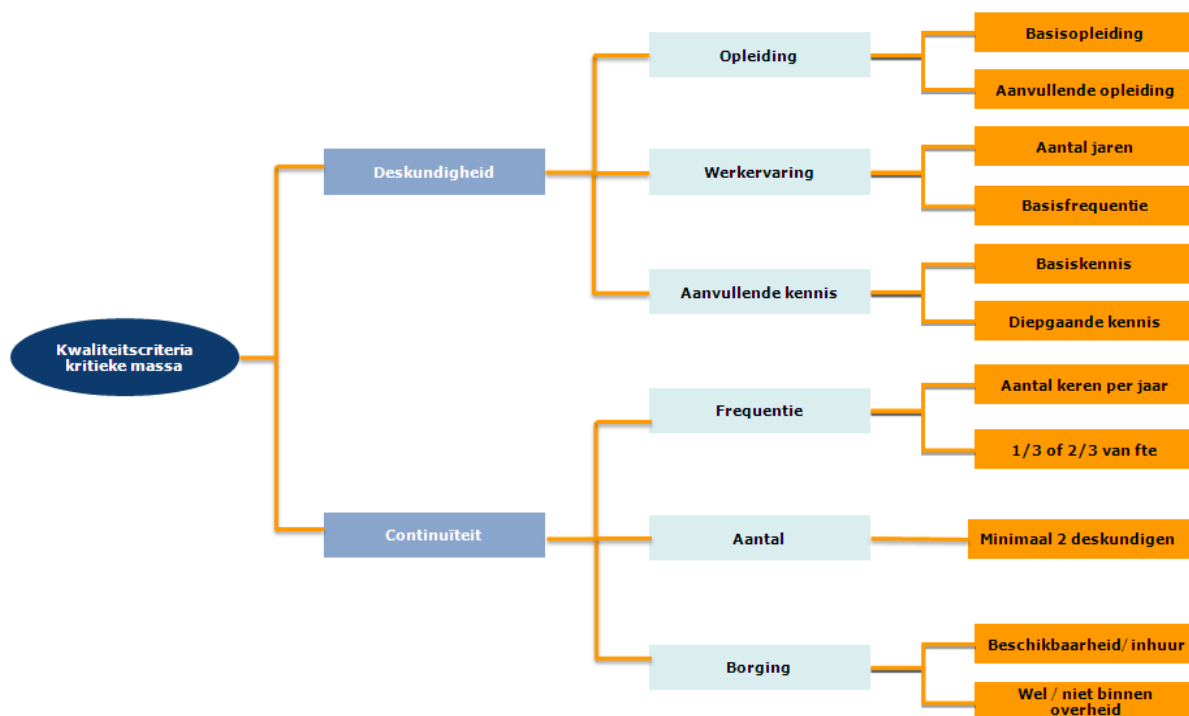 Kwaliteitscriteria
kritieke massa
Deskundigheid
Opleiding
Basisopleiding
Aanvullende opleiding
Werkervaring
Aantal jaren
Basisfrequentie
Aanvullende kennis
Basiskennis
Diepgaande kennis
Continuïteit
Frequentie
Aantal keren per jaar
1/3 of 2/3 van fte
Aantal
Minimaal 2 deskundigen
Borging
Beschikbaarheid/ inhuur
Wel / niet binnen
overheid